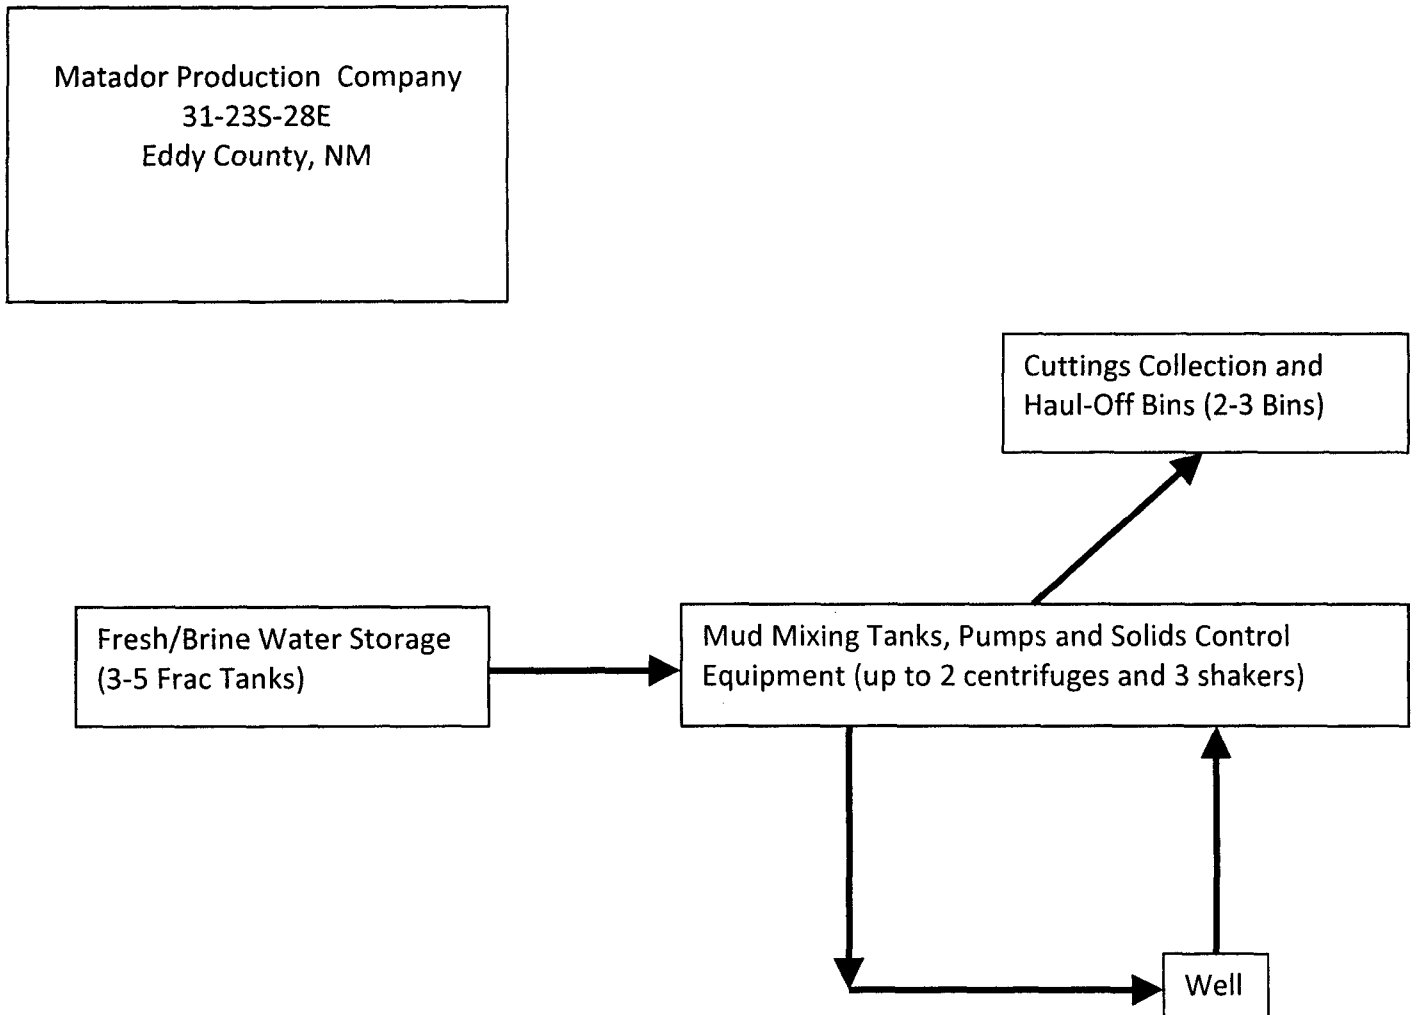 Matador Production Company
31-23S-28E
Eddy County, NM
Cuttings Collection and
Haul-Off Bins (2-3 Bins)
Fresh/Brine Water Storage
(3-5 Frac Tanks)
Mud Mixing Tanks, Pumps and Solids Control
Equipment (up to 2 centrifuges and 3 shakers)
Well